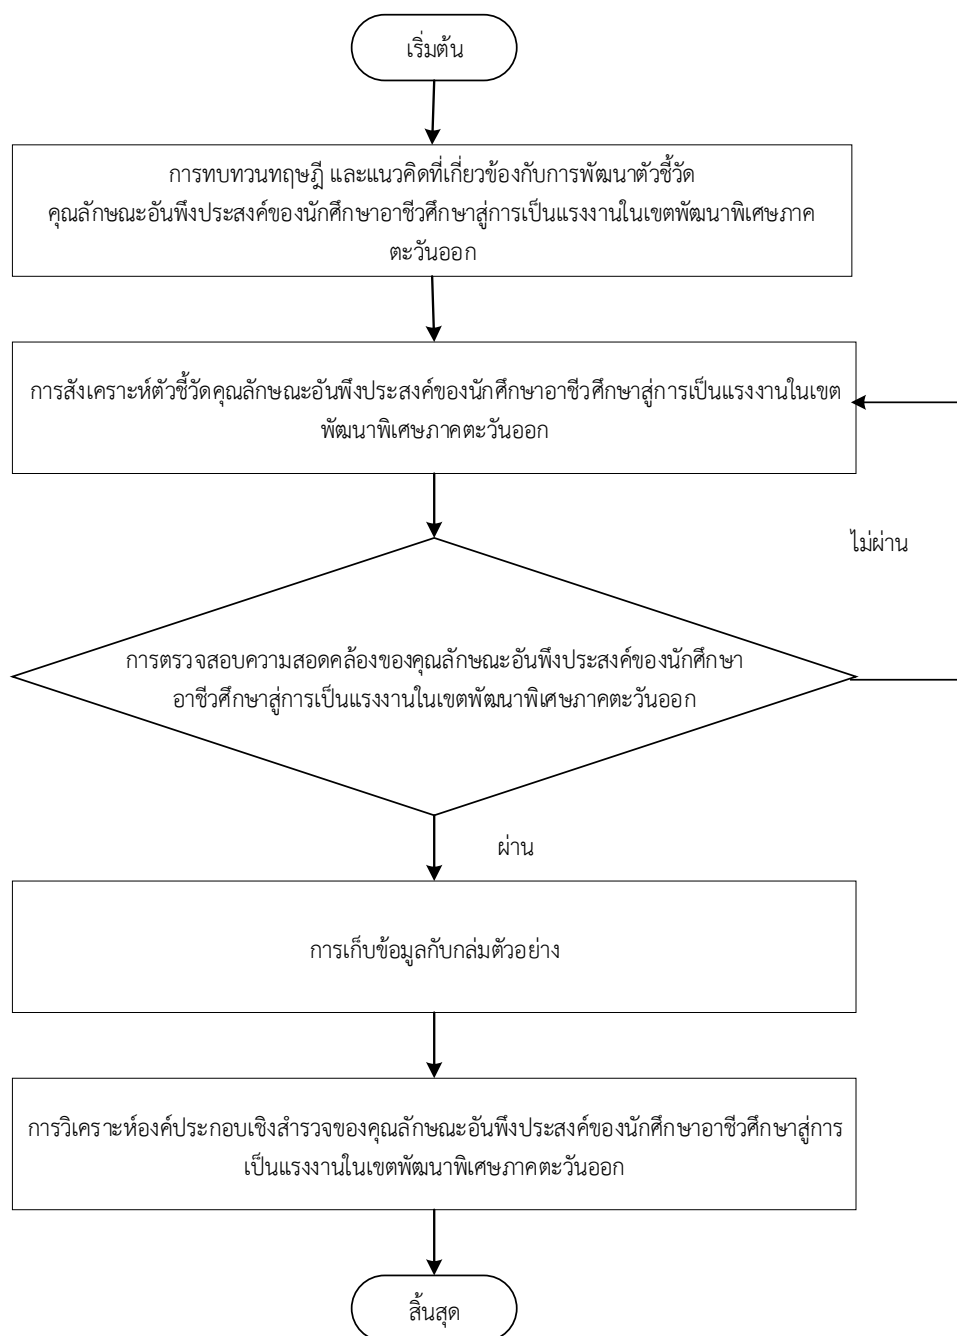 เริ่มต้น
การทบทวนทฤษฎี และแนวคิดที่เกี่ยวข้องกับการพัฒนาตัวชี้วัด
คุณลักษณะอันพึงประสงค์ของนักศึกษาอาชีวศึกษาสู่การเป็นแรงงานในเขตพัฒนาพิเศษภาค
ตะวันออก
การสังเคราะห์ตัวชี้วัดคุณลักษณะอันพึงประสงค์ของนักศึกษาอาชีวศึกษาสู่การเป็นแรงงานในเขต
พัฒนาพิเศษภาคตะวันออก
ไม่ผ่าน
การตรวจสอบความสอดคล้องของคุณลักษณะอันพึงประสงค์ของนักศึกษา
อาชีวศึกษาสู่การเป็นแรงงานในเขตพัฒนาพิเศษภาคตะวันออก
ผ่าน
การเก็บข้อมูลกับกลุ่มตัวอย่าง
การวิเคราะห์องค์ประกอบเชิงสำรวจของคุณลักษณะอันพึงประสงค์ของนักศึกษาอาชีวศึกษาสู่การ
เป็นแรงงานในเขตพัฒนาพิเศษภาคตะวันออก
สิ้นสุด